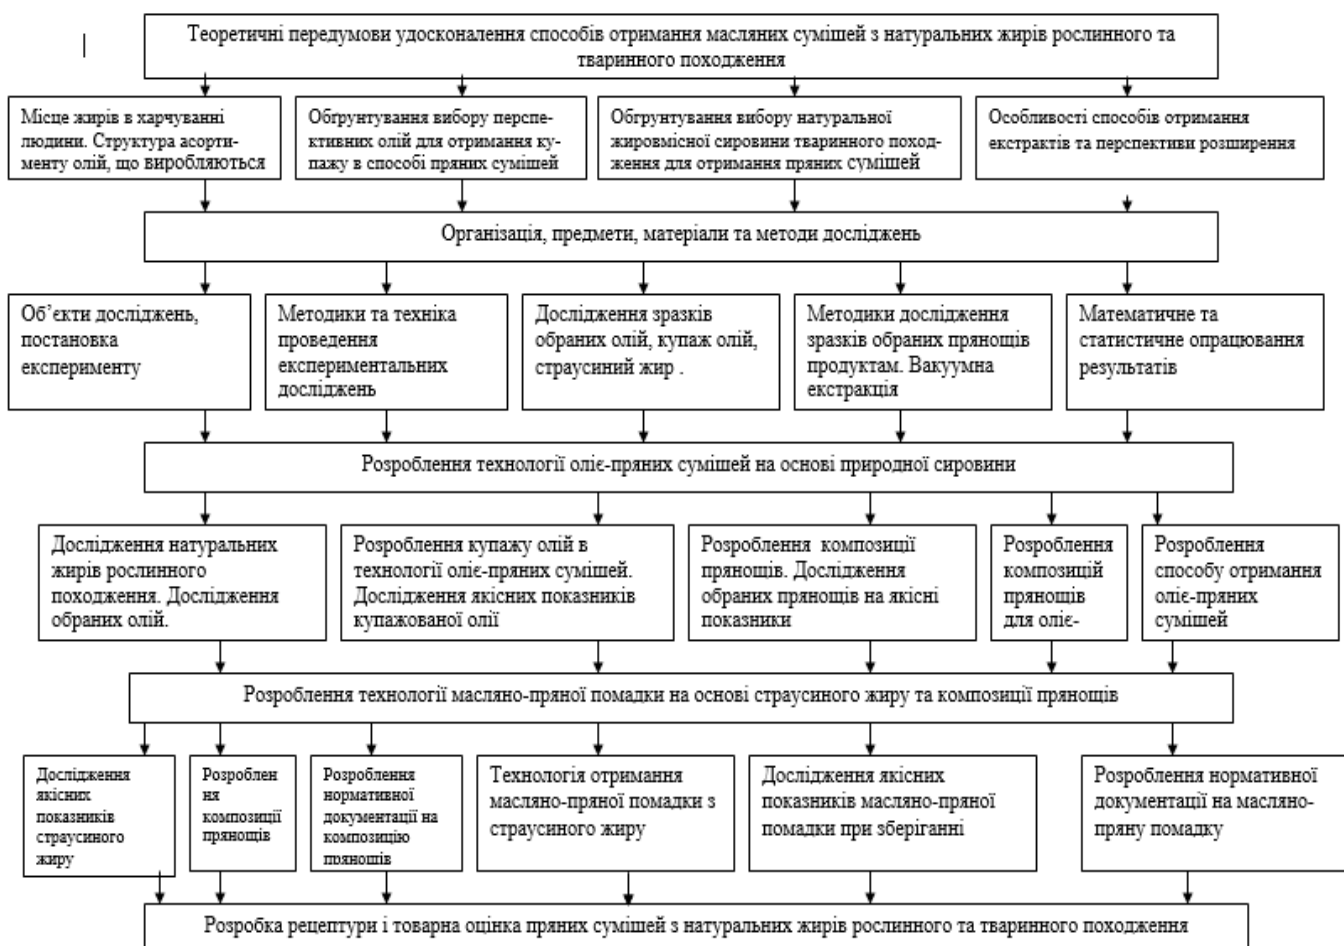 Теоретичні передумови удосконалення способів отримання масляних сумішей з натуральних жирів рослинного та
тваринного походження
Місце жирів в харчуванні
людини. Структура асорти-
менту олій, що виробляються
Обґрунтування вибору перспе-
ктивних олій для отримання ку-
пажу в способі пряних сумішей
Обгрунтування вибору натуральної
жировмісної сировини тваринного поход-
ження для отримання пряних сумішей
Особливості способів отримання
екстрактів та перспективи розширення
Організація, предмети, матеріали та методи досліджень
Об’єкти досліджень,
постановка
експерименту
Методики та техніка
проведення
експериментальних
досліджень
Дослідження зразків
обраних олій, купаж олій,
страусиний жир .
Методики дослідження
зразків обраних прянощів
продуктам. Вакуумна
екстракція
Математичне та
статистичне опрацювання
результатів
Розроблення технології оліє-пряних сумішей на основі природної сировини
Дослідження натуральних
жирів рослинного
походження. Дослідження
обраних олій.
Розроблення купажу олій в
технології оліє-пряних сумішей.
Дослідження якісних показників
купажованої олії
Розроблення композиції
прянощів. Дослідження
обраних прянощів на якісні
показники
Розроблення
композицій
прянощів
для оліє-
Розроблення
способу отримання
оліє-пряних
сумішей
Розроблення технології масляно-пряної помадки на основі страусиного жиру та композиції прянощів
Дослідження
якісних
показників
страусиного
жиру
Розроблен
ня
композиції
прянощів
Розроблення
нормативної
документації на
композицію
прянощів
Технологія отримання
масляно-пряної помадки з
страусиного жиру
Дослідження якісних
показників масляно-пряної
помадки при зберіганні
Розроблення нормативної
документації на масляно-
пряну помадку
Розробка рецептури і товарна оцінка пряних сумішей з натуральних жирів рослинного та тваринного походження